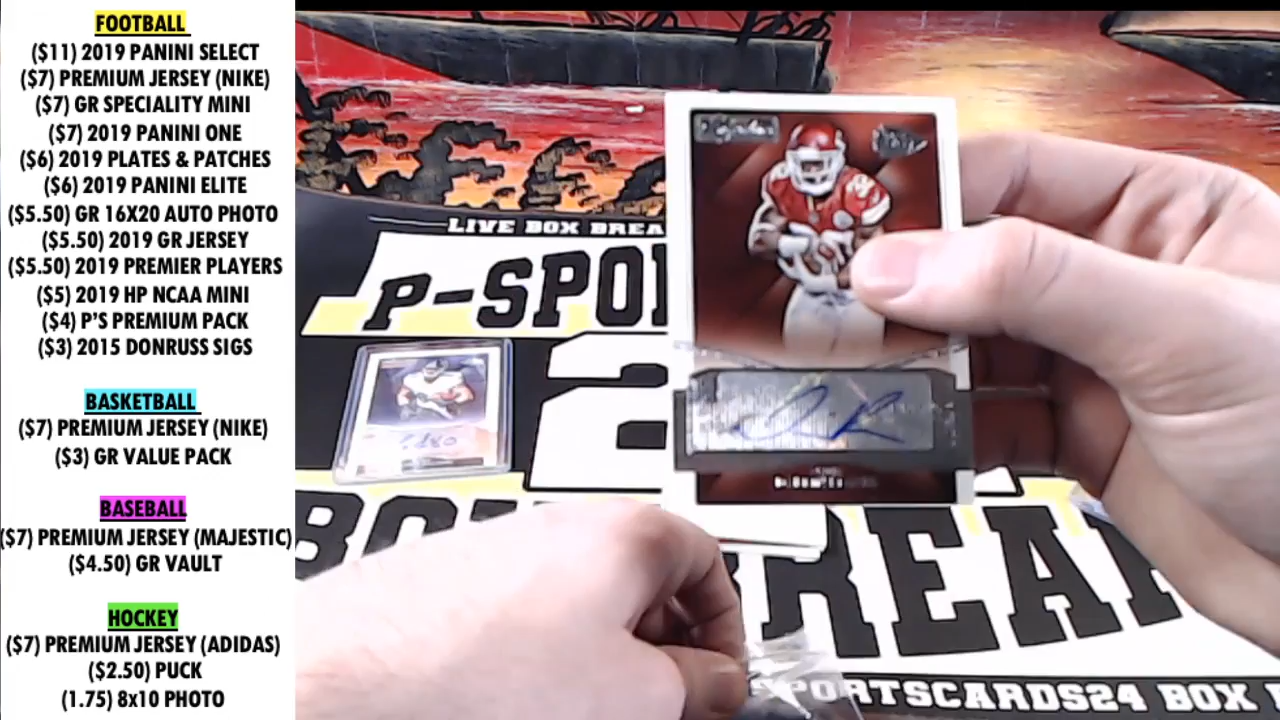 FOOTBALL
($11) 2019 PANINI SELECT
($7) PREMIUM JERSEY (NIKE)
($7) GR SPECIALITY MINI
($7) 2019 PANINI ONE
($6) 2019 PLATES & PATCHES
($6) 2019 PANINI ELITE
($5.50) GR 16X20 AUTO PHOTO
($5.50) 2019 GR JERSEY
($5.50) 2019 PREMIER PLAYERS
($5) 2019 HP NCAA MINI
($4) P'S PREMIUM PACK
($3) 2015 DONRUSS SIGS
BASKETBALL
($7) PREMIUM JERSEY (NIKE)
($3) GR VALUE PACK
BASEBALL
($7) PREMIUM JERSEY (MAJESTIC)
($4.50) GR VAULT
HOCKEY
($7) PREMIUM JERSEY (ADIDAS)
($2.50) PUCK
(1.75) 8x10 PHOTO
LIVE BOX BREA
P-SPO
2
BO BREA
PORTSCARDS24 BOX